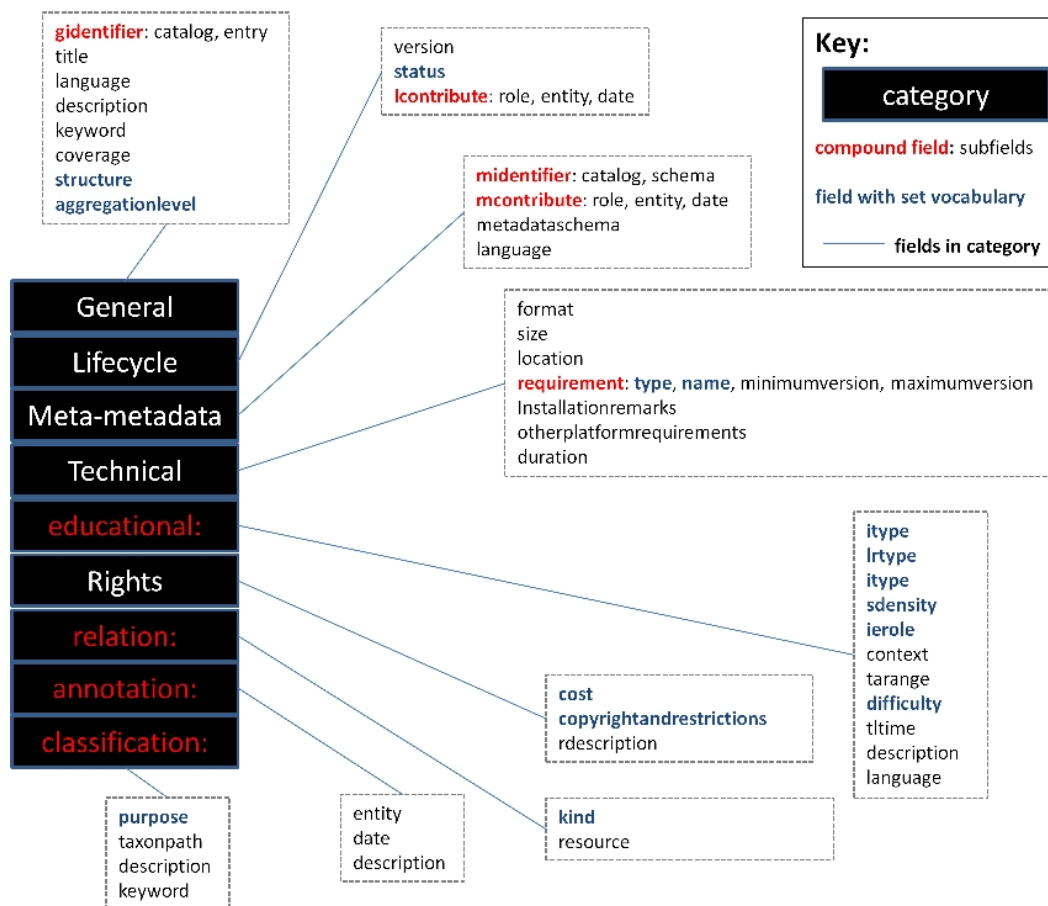 gidentifier: catalog, entry
title
language
description
keyword
coverage
structure
aggregationlevel
version
status
lcontribute: role, entity, date
Key:
category
compound field: subfields
field with set vocabulary
fields in category
midentifier: catalog, schema
mcontribute: role, entity, date
metadataschema
language
General
Lifecycle
Meta-metadata
Technical
educational:
Rights
relation:
annotation:
classification:
format
size
location
requirement: type, name, minimumversion, maximumversion
Installationremarks
otherplatformrequirements
duration
itype
lrtype
itype
sdensity
ierole
context
tarange
difficulty
tltime
description
language
cost
copyrightandrestrictions
rdescription
kind
resource
entity
date
description
purpose
taxonpath
description
keyword